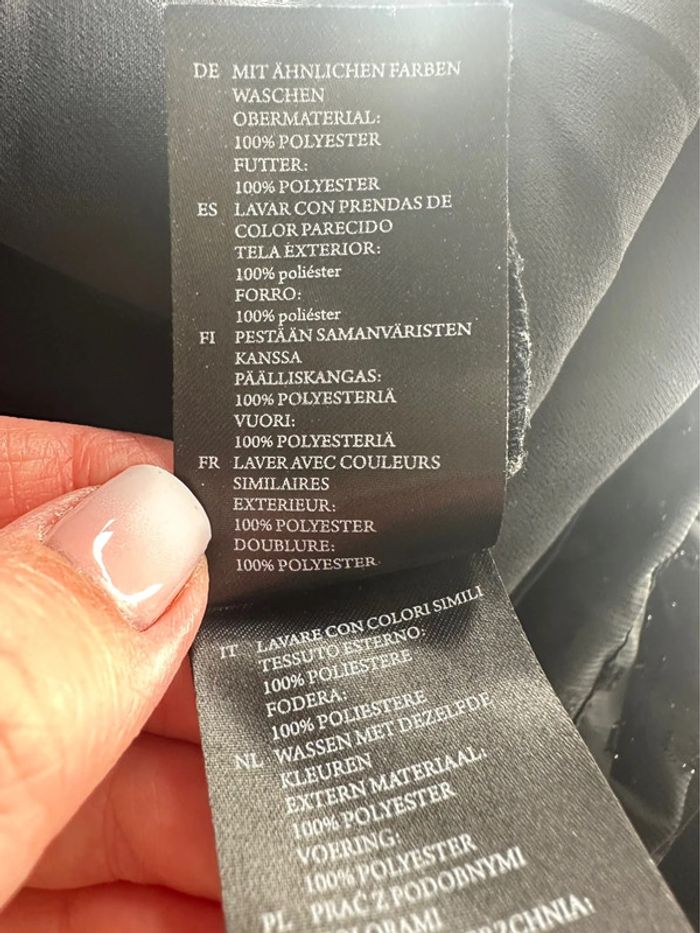 DE MIT ÄHNLICHEN FARBEN
WASCHEN
OBERMATERIAL:
100% POLYESTER
FUTTER:
100% POLYESTER
ES LAVAR CON PRENDAS DE
COLOR PARECIDO
TELA EXTERIOR:
100% poliéster
FORRO:
100% poliéster
FI PESTÄÄN SAMANVÄRISTEN
KANSSA
PÄÄLLISKANGAS:
100% POLYESTERIÄ
VUORI:
100% POLYESTERIÄ
FR LAVER AVEC COULEURS
SIMILAIRES
EXTERIEUR:
100% POLYESTER
DOUBLURE:
100% POLYESTER
IT LAVARE CON COLORI SIMILI
TESSUTO ESTERNO:
100% POLIESTERE
FODERA:
100% POLIESTERE
NL WASSEN MET DEZELFDE
KLEUREN
EXTERN MATERIAAL:
100% POLYESTER
VOERING:
100% POLYESTER
PL PRAĆ Z PODOBNYMI